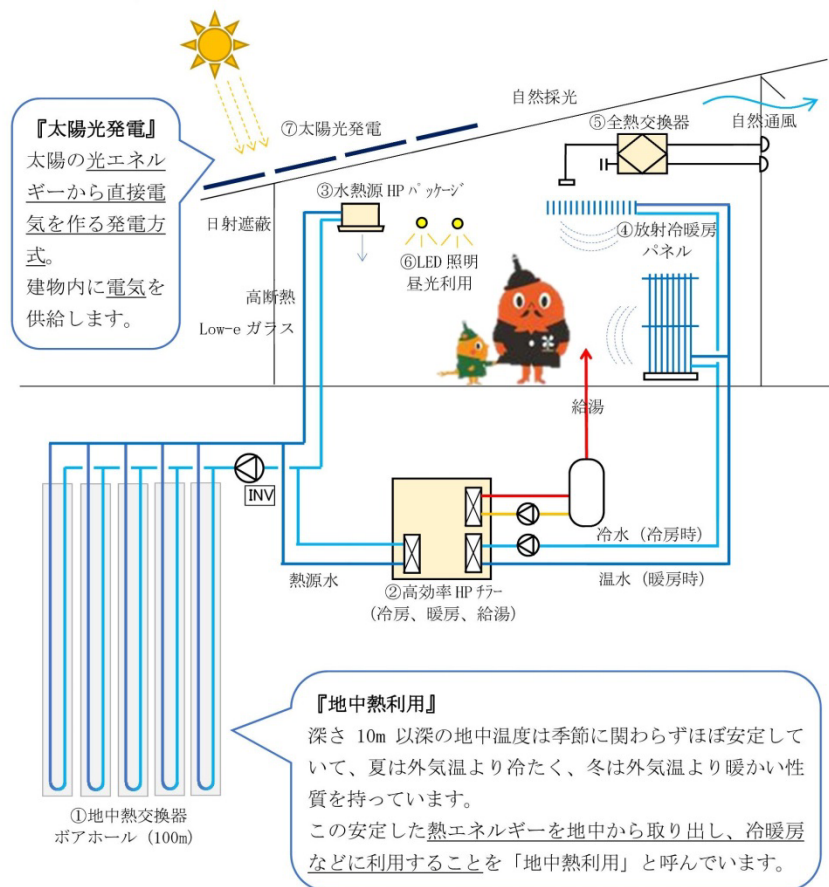 自然採光
⑤全熱交換器
自然通風
『太陽光発電』
太陽の光エネル
ギーから直接電
気を作る発電方
式。
建物内に電気を
供給します。
⑦太陽光発電
③水熱源 HP ﾊﾟｯｹｰｼﾞ
日射遮蔽
④放射冷暖房
パネル
⑥LED 照明
昼光利用
高断熱
Low-e ガラス
給湯
INV
冷水（冷房時）
熱源水
温水（暖房時）
②高効率 HP ﾁﾗｰ
(冷房、暖房、給湯)
『地中熱利用』
深さ 10m 以深の地中温度は季節に関わらずほぼ安定して
いて、夏は外気温より冷たく、冬は外気温より暖かい性
質を持っています。
この安定した熱エネルギーを地中から取り出し、冷暖房
などに利用することを「地中熱利用」と呼んでいます。
①地中熱交換器
ボアホール（100m）